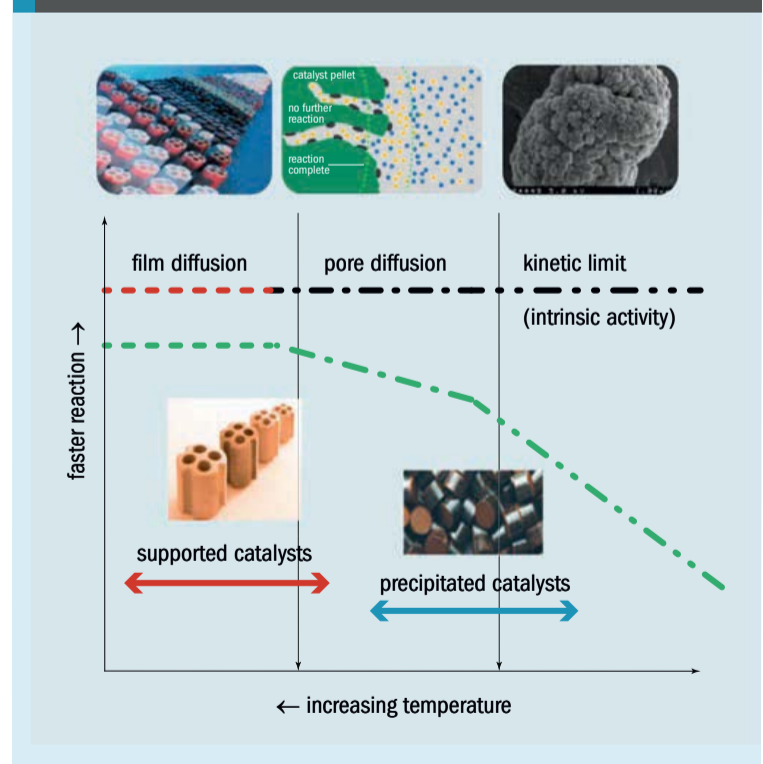 catalyst pellet
no further
reaction
reaction
complete
film diffusion
pore diffusion
kinetic limit
(intrinsic activity)
faster reaction →
supported catalysts
precipitated catalysts
← increasing temperature